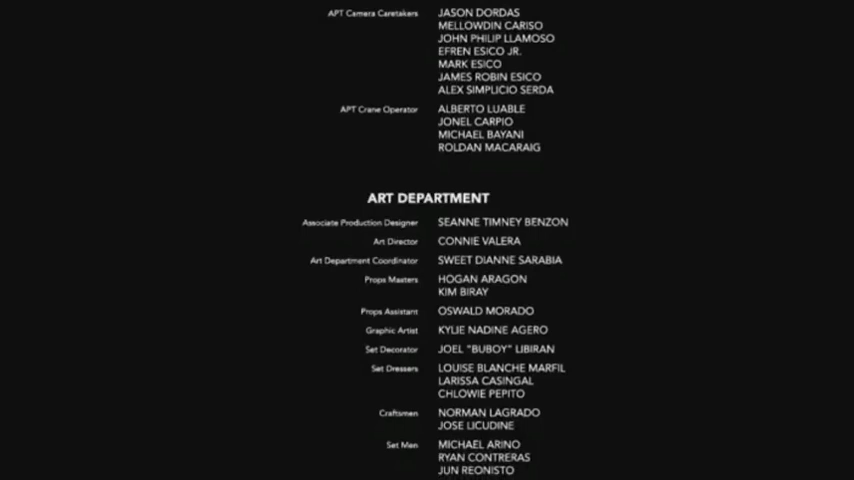 APT Camera Caretakers JASON DORDAS
MELLOWDIN CARISO
JOHN PHILIP LLAMOSO
EFREN ESICO JR.
MARK ESICO
JAMES ROBIN ESICO
ALEX SIMPLICIO SERDA
APT Crane Operator ALBERTO LUABLE
JONEL CARPIO
MICHAEL BAYANI
ROLDAN MACARAIG
ART DEPARTMENT
Associate Production Designer SEANNE TIMNEY BENZON
Art Director CONNIE VALERA
Art Department Coordinator SWEET DIANNE SARABIA
Props Masters HOGAN ARAGON
KIM BIRAY
Props Assistant OSWALD MORADO
Graphic Artist KYLIE NADINE AGERO
Set Decorator JOEL "BUBOY" LIBIRAN
Set Dressers LOUISE BLANCHE MARFIL
LARISSA CASINGAL
CHLOWIE PEPITO
Craftsmen NORMAN LAGRADO
JOSE LICUDINE
Set Men MICHAEL ARINO
RYAN CONTRERAS
JUN REONISTO